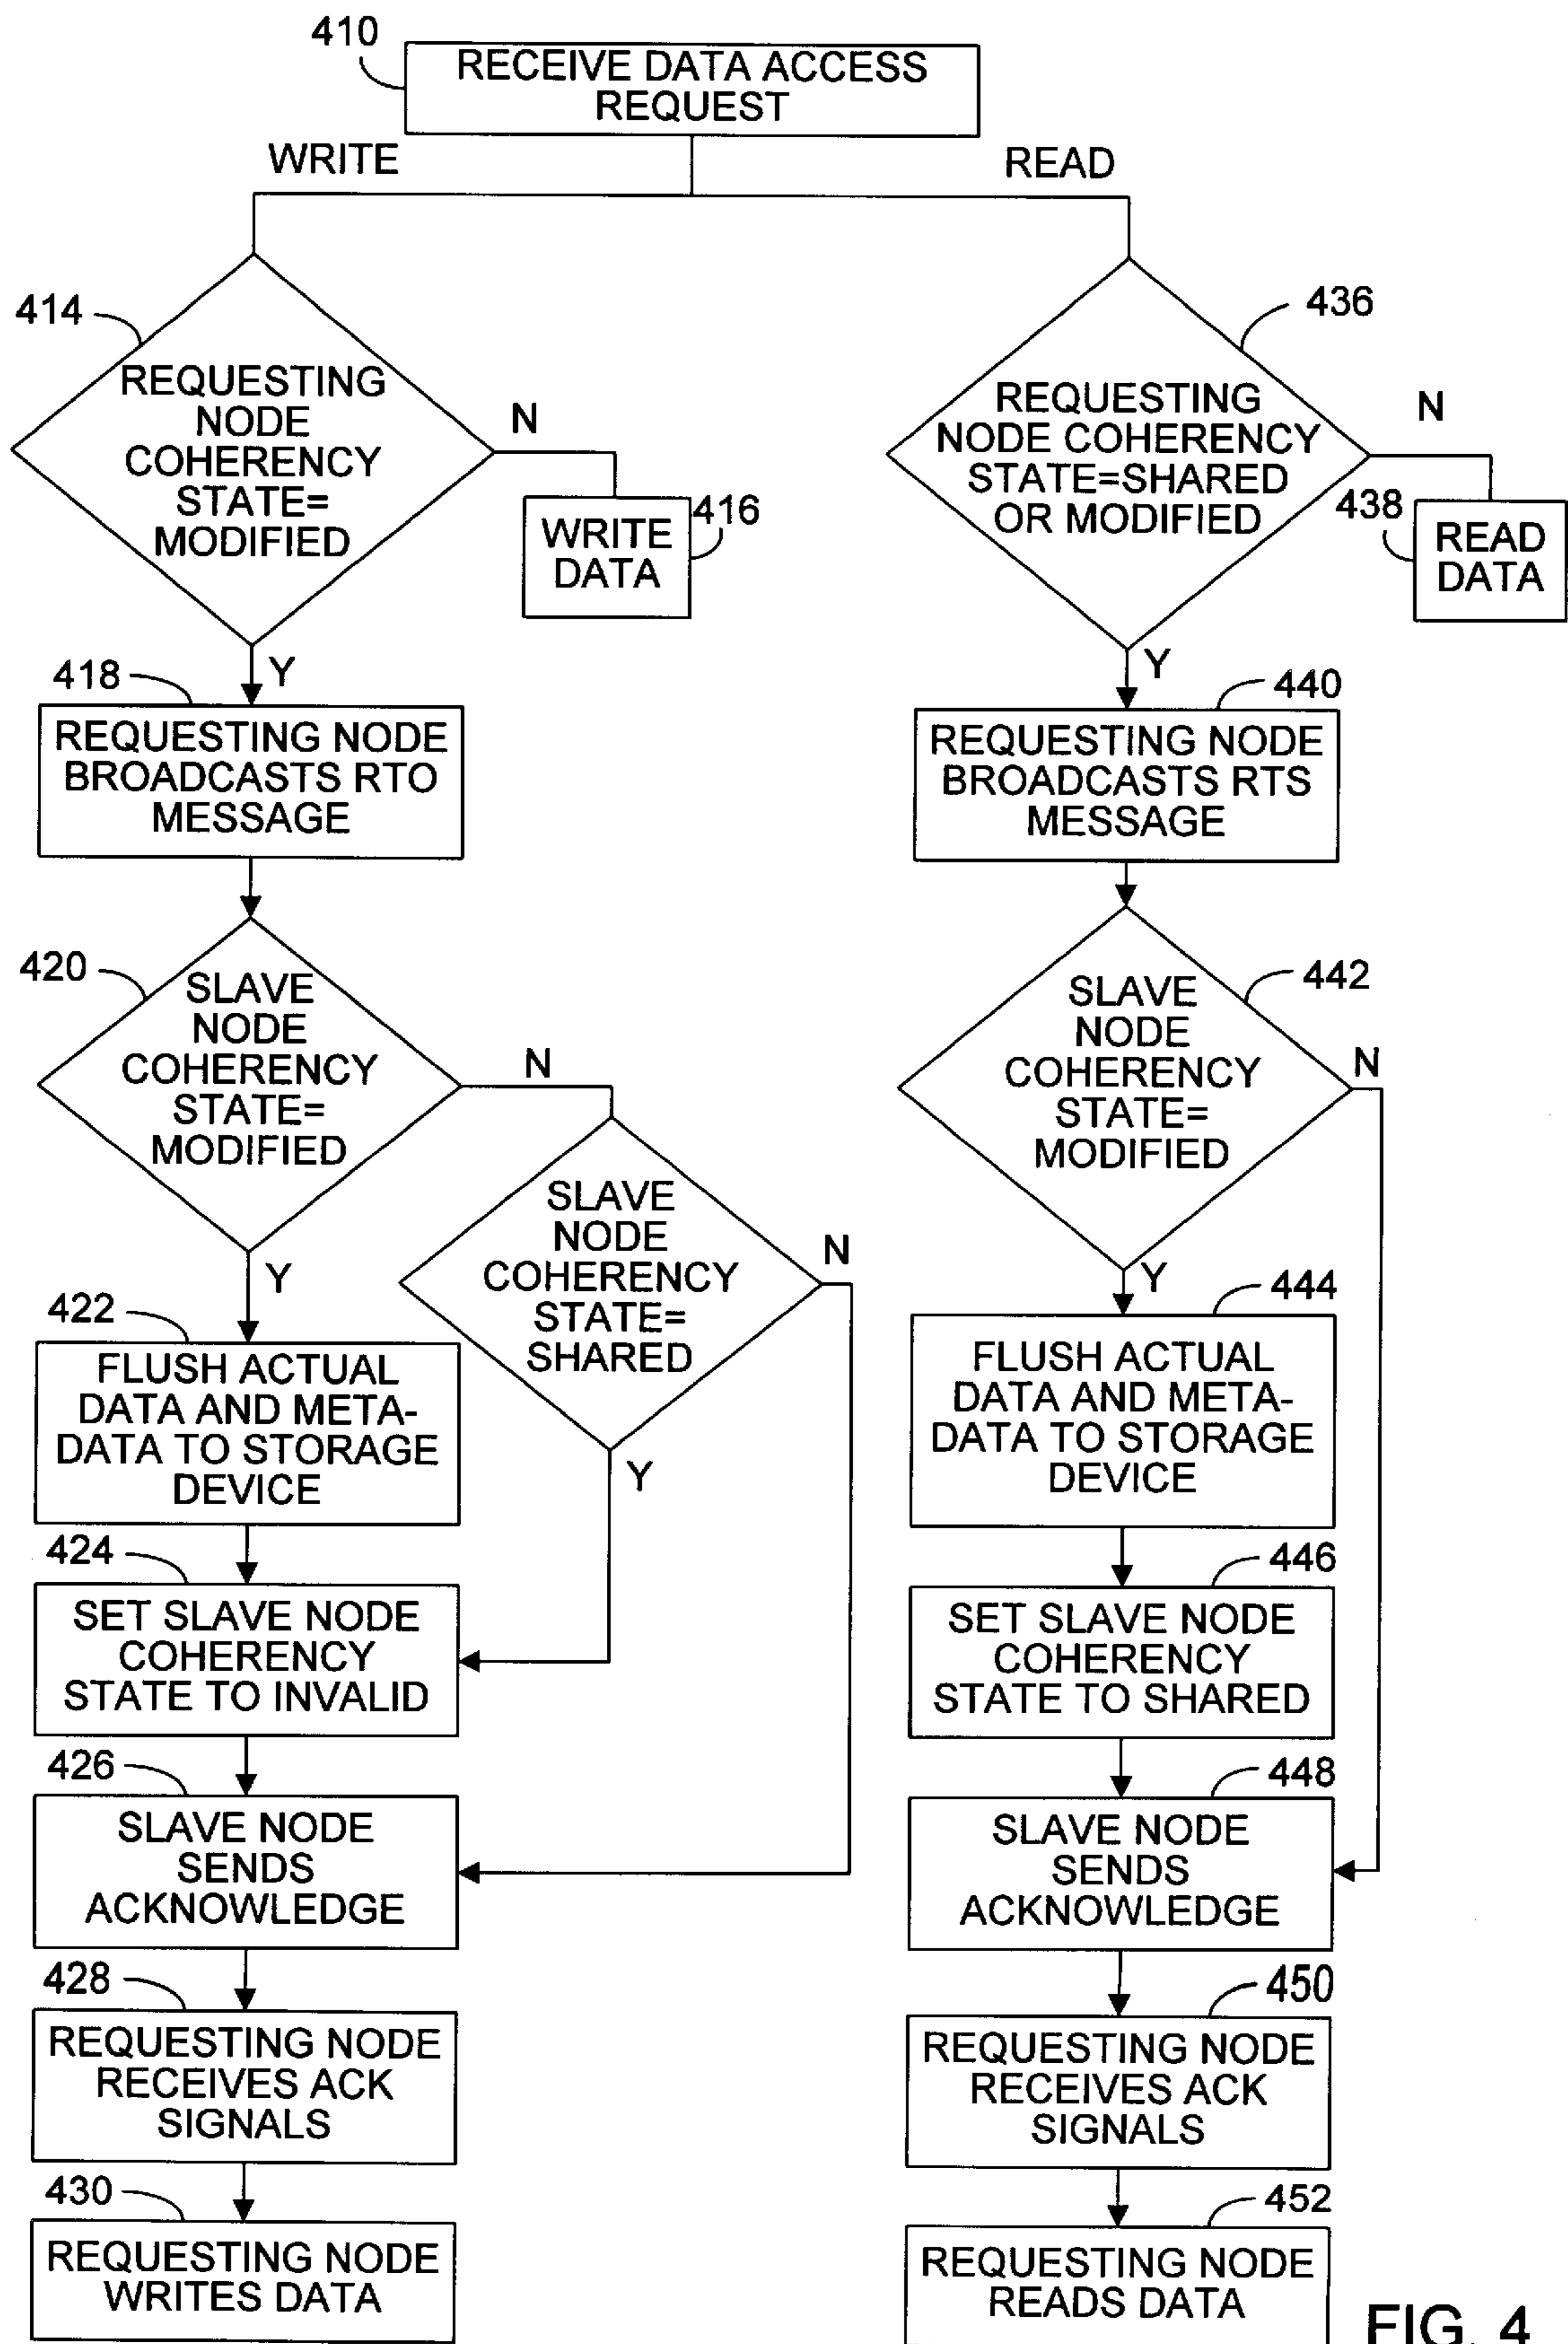 410
RECEIVE DATA ACCESS
REQUEST
WRITE
READ
414
REQUESTING
NODE
COHERENCY
STATE=
MODIFIED
N
416
WRITE
DATA
Y
418
REQUESTING NODE
BROADCASTS RTO
MESSAGE
420
SLAVE
NODE
COHERENCY
STATE=
MODIFIED
N
SLAVE
NODE
COHERENCY
STATE=
SHARED
N
Y
Y
422
FLUSH ACTUAL
DATA AND META-
DATA TO STORAGE
DEVICE
424
SET SLAVE NODE
COHERENCY
STATE TO INVALID
426
SLAVE NODE
SENDS
ACKNOWLEDGE
428
REQUESTING NODE
RECEIVES ACK
SIGNALS
430
REQUESTING NODE
WRITES DATA
436
REQUESTING
NODE COHERENCY
STATE=SHARED
OR MODIFIED
N
438
READ
DATA
Y
440
REQUESTING NODE
BROADCASTS RTS
MESSAGE
442
SLAVE
NODE
COHERENCY
STATE=
MODIFIED
N
Y
444
FLUSH ACTUAL
DATA AND META-
DATA TO STORAGE
DEVICE
446
SET SLAVE NODE
COHERENCY
STATE TO SHARED
448
SLAVE NODE
SENDS
ACKNOWLEDGE
450
REQUESTING NODE
RECEIVES ACK
SIGNALS
452
REQUESTING NODE
READS DATA
FIG. 4